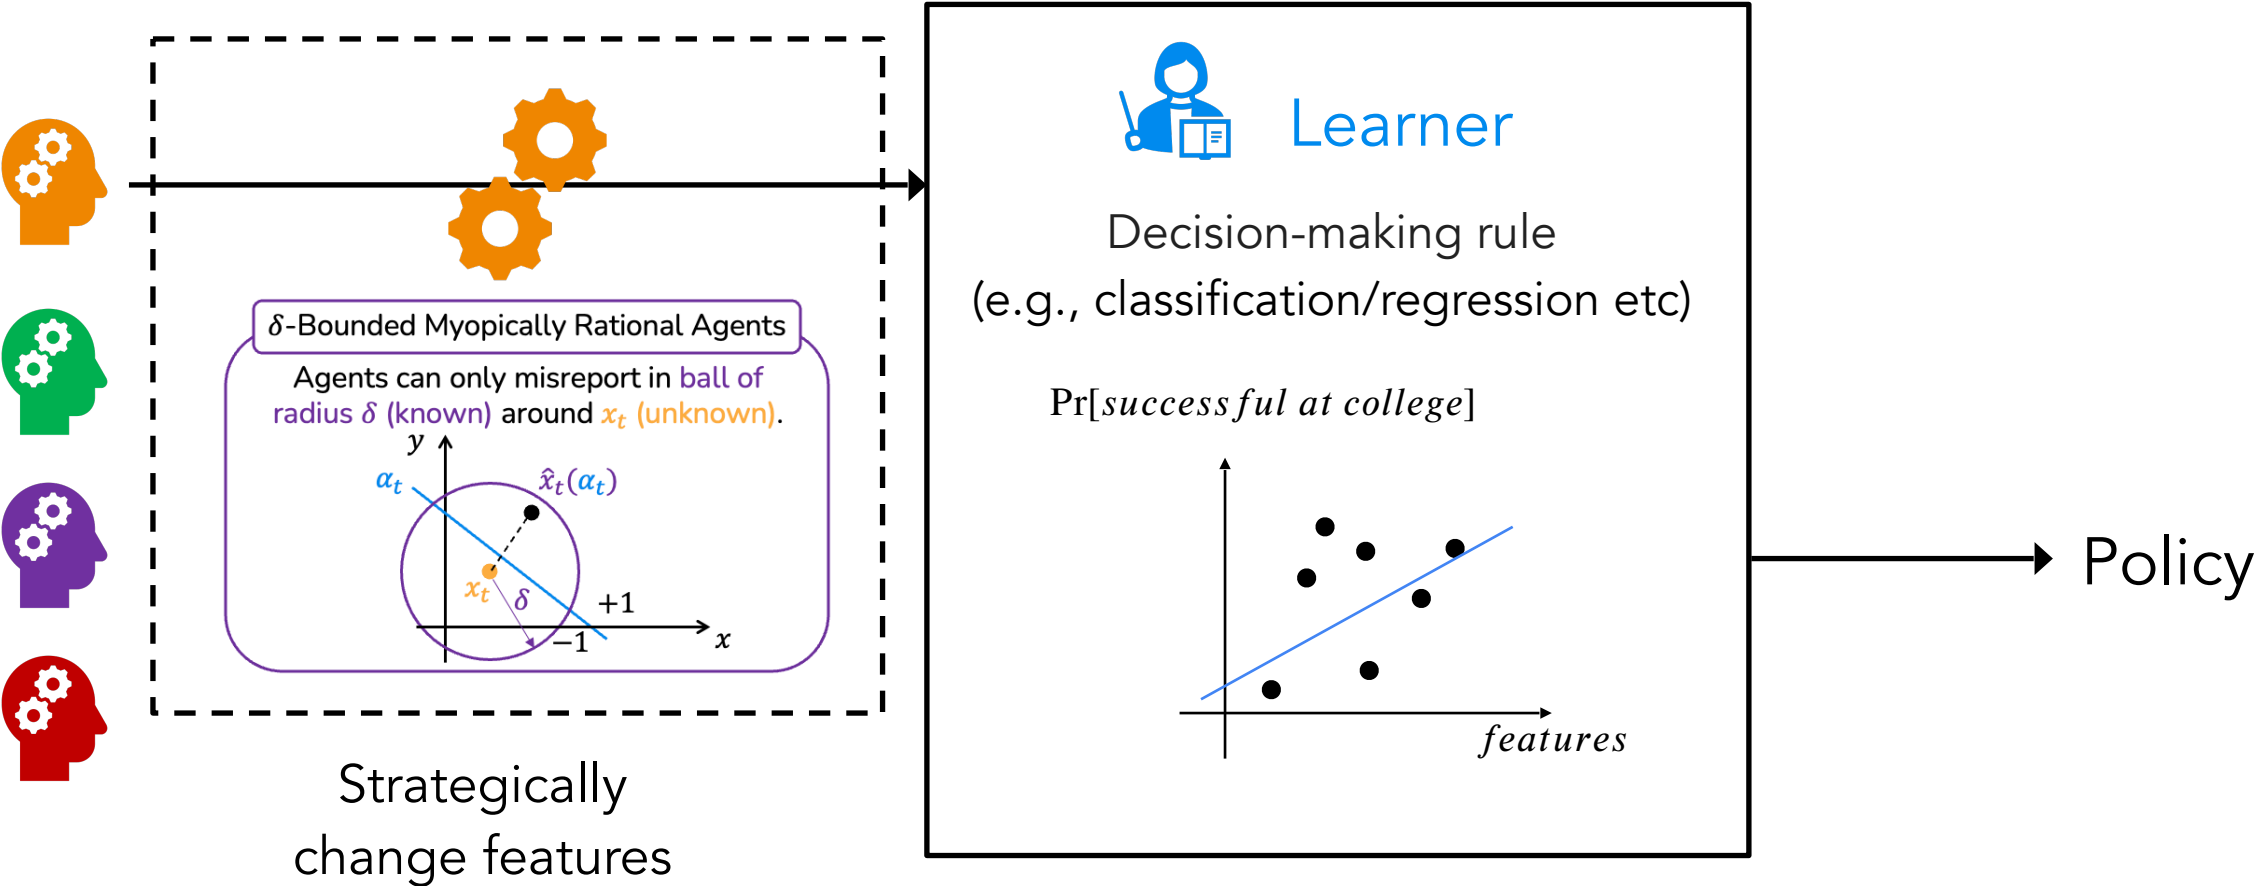 δ-Bounded Myopically Rational Agents
Agents can only misreport in ball of
radius δ (known) around xₜ (unknown).
y
αₜ
x̂ₜ(αₜ)
xₜ
δ
+1
−1
x
Strategically
change features
Learner
Decision-making rule
(e.g., classification/regression etc)
Pr[successful at college]
features
Policy